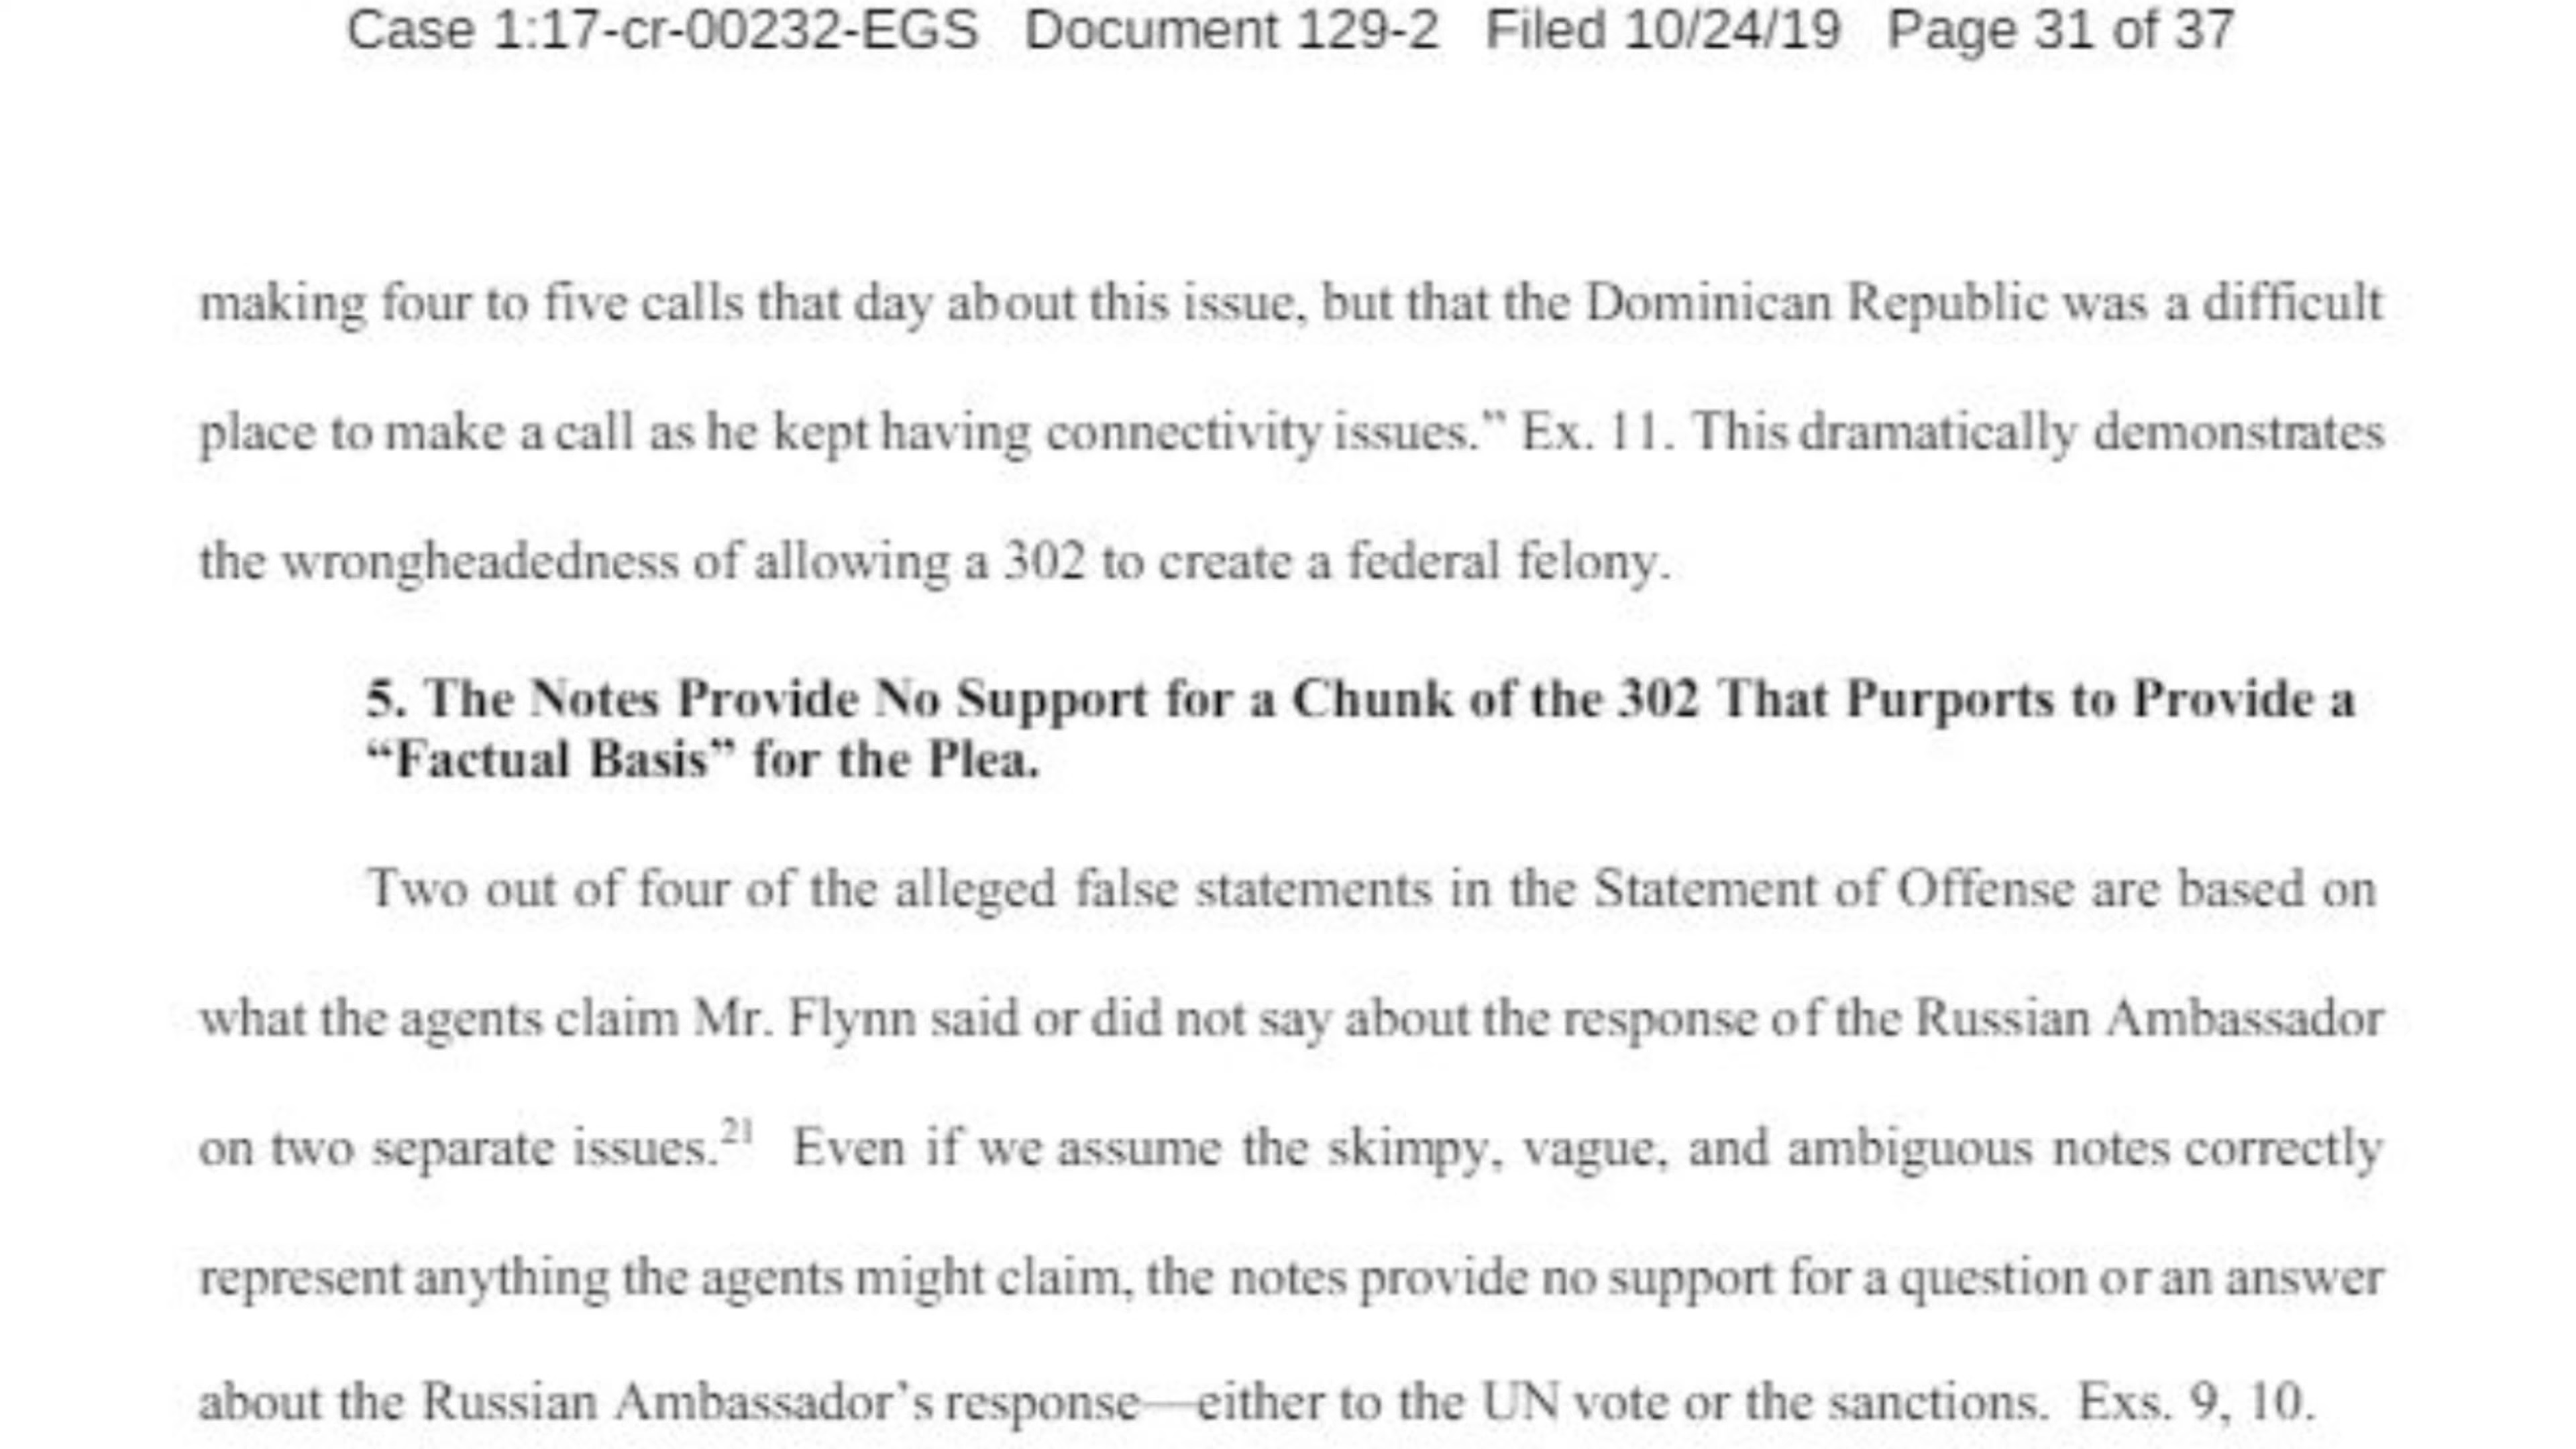 Case 1:17-cr-00232-EGS Document 129-2 Filed 10/24/19 Page 31 of 37
making four to five calls that day about this issue, but that the Dominican Republic was a difficult
place to make a call as he kept having connectivity issues.” Ex. 11. This dramatically demonstrates
the wrongheadedness of allowing a 302 to create a federal felony.
5. The Notes Provide No Support for a Chunk of the 302 That Purports to Provide a
“Factual Basis” for the Plea.
Two out of four of the alleged false statements in the Statement of Offense are based on
what the agents claim Mr. Flynn said or did not say about the response of the Russian Ambassador
on two separate issues.21 Even if we assume the skimpy, vague, and ambiguous notes correctly
represent anything the agents might claim, the notes provide no support for a question or an answer
about the Russian Ambassador’s response—either to the UN vote or the sanctions. Exs. 9, 10.